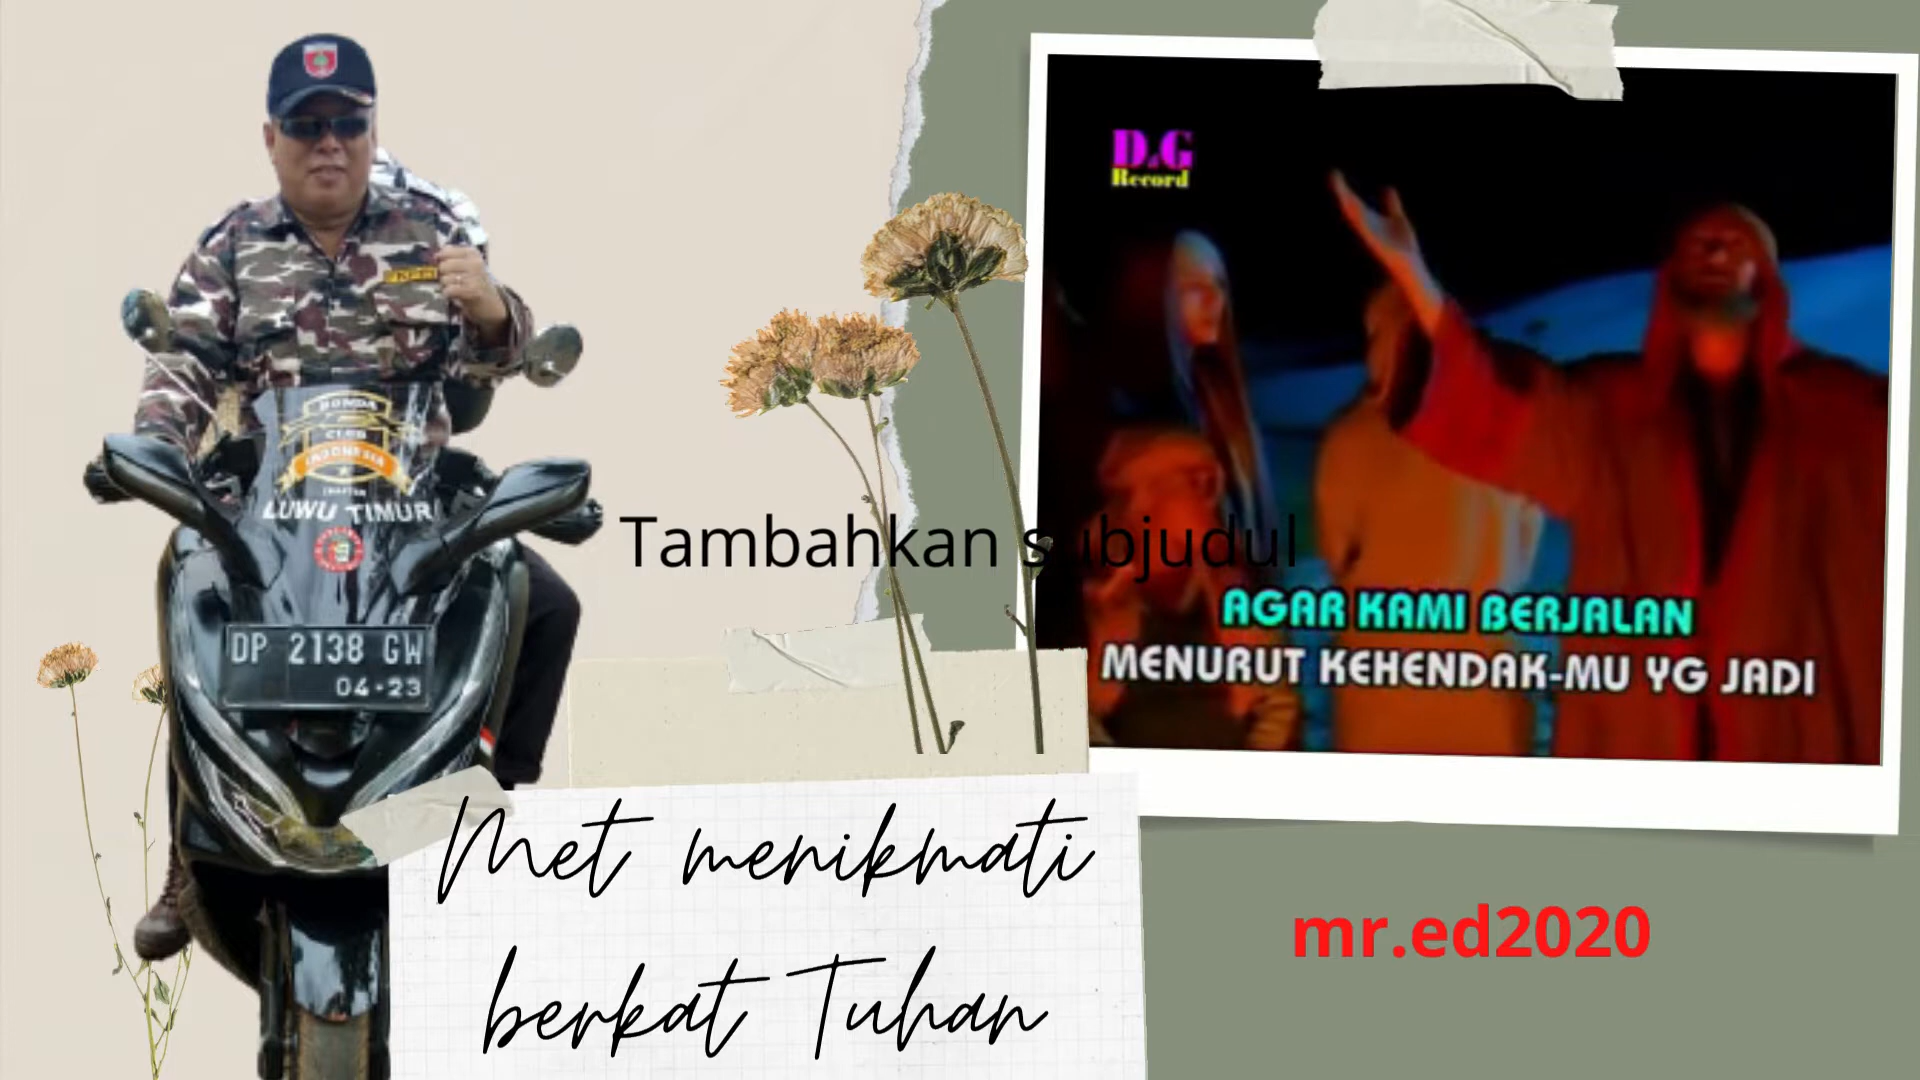 D&G
Record
HONDA
CLUB
INDONESIA
CHAPTER
LUWU TIMUR
DP 2138 GW
04-23
Tambahkan subjudul
AGAR KAMI BERJALAN
MENURUT KEHENDAK-MU YG JADI
Met menikmati
berkat Tuhan
mr.ed2020